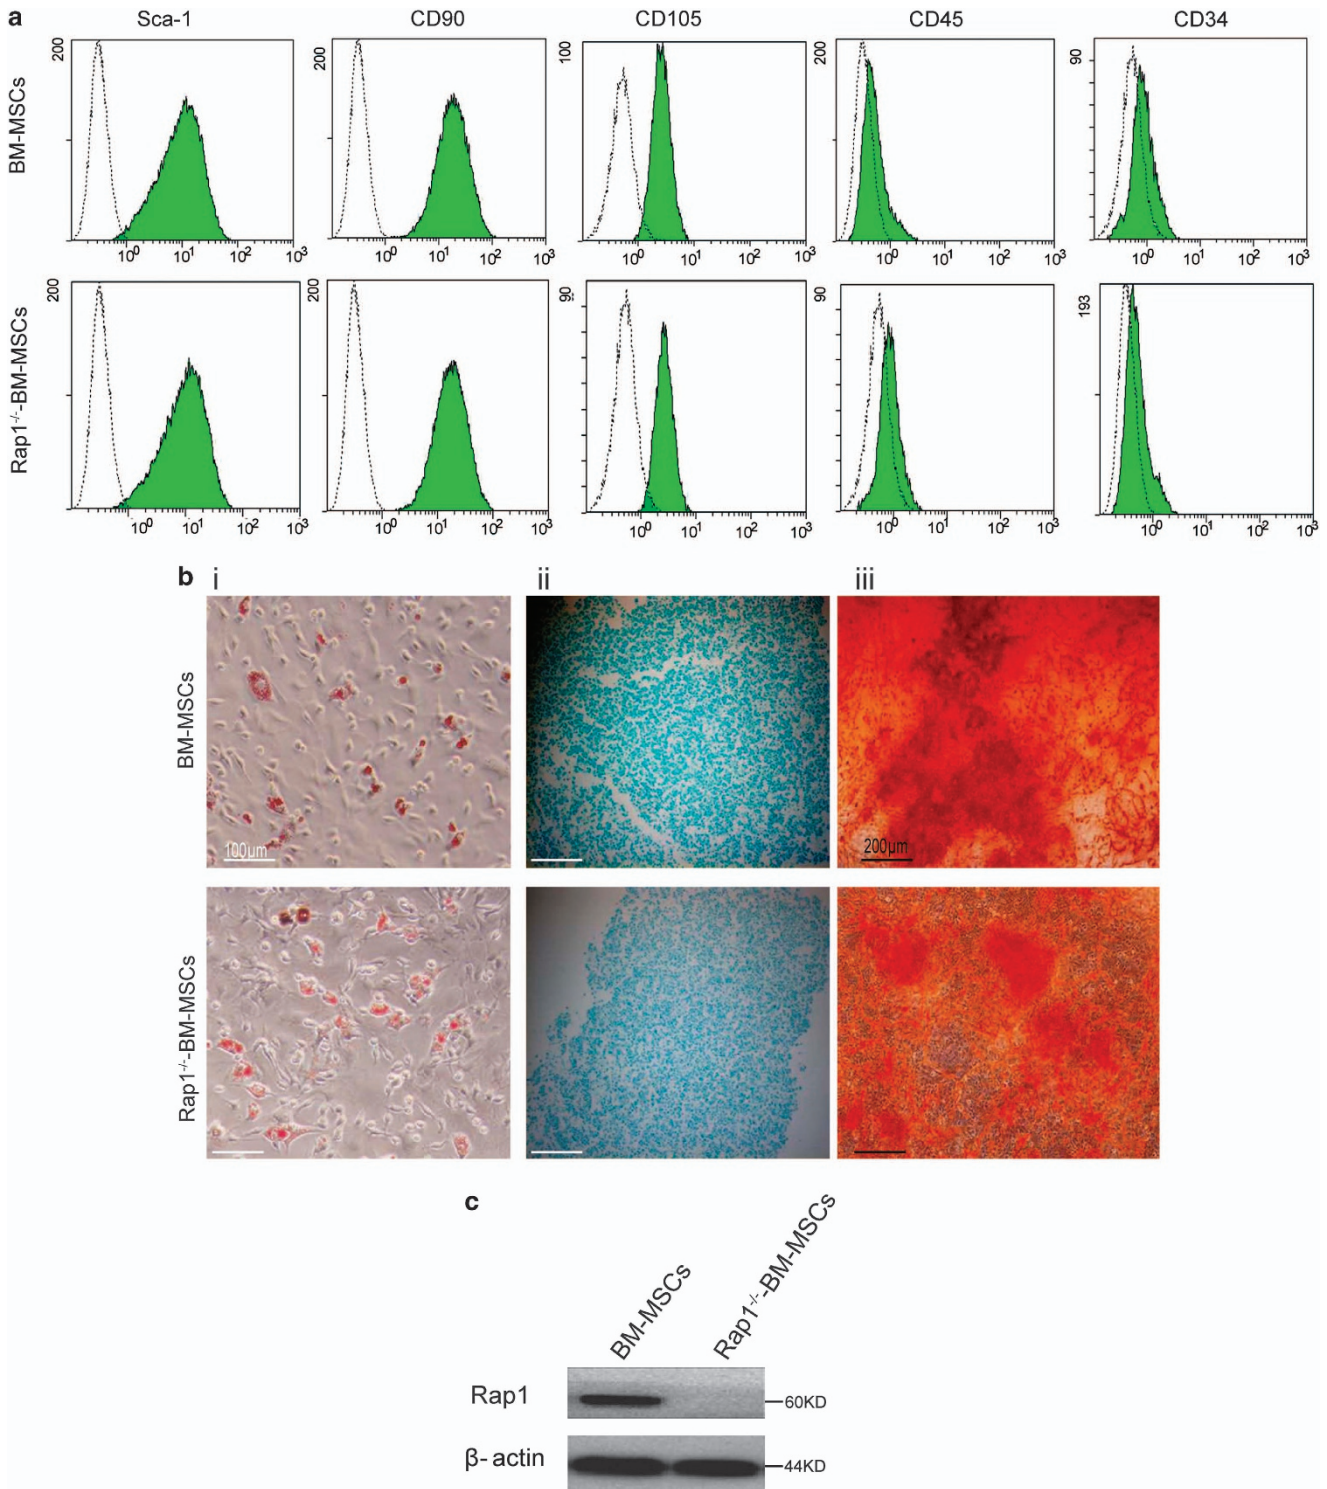 a
Sca-1 CD90 CD105 CD45 CD34
BM-MSCs
200 200 100 200 90
10⁰ 10¹ 10² 10³ 10⁰ 10¹ 10² 10³ 10⁰ 10¹ 10² 10³ 10⁰ 10¹ 10² 10³ 10⁰ 10¹ 10² 10³
Rap1⁻/⁻-BM-MSCs
200 200 90 90 193
10⁰ 10¹ 10² 10³ 10⁰ 10¹ 10² 10³ 10⁰ 10¹ 10² 10³ 10⁰ 10¹ 10² 10³ 10⁰ 10¹ 10² 10³
b i ii iii
BM-MSCs
100μm 200μm
Rap1⁻/⁻-BM-MSCs
c
BM-MSCs Rap1⁻/⁻-BM-MSCs
Rap1 60KD
β- actin 44KD